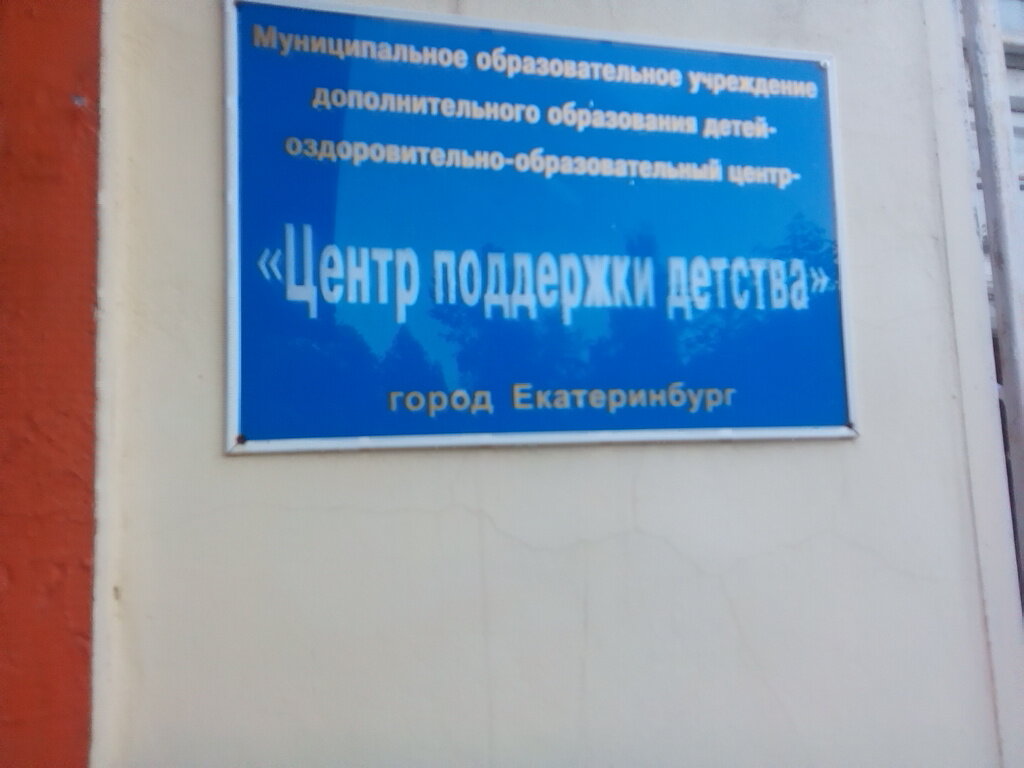 Муниципальное образовательное учреждение
дополнительного образования детей-
оздоровительно-образовательный центр-
«Центр поддержки детства»
город Екатеринбург